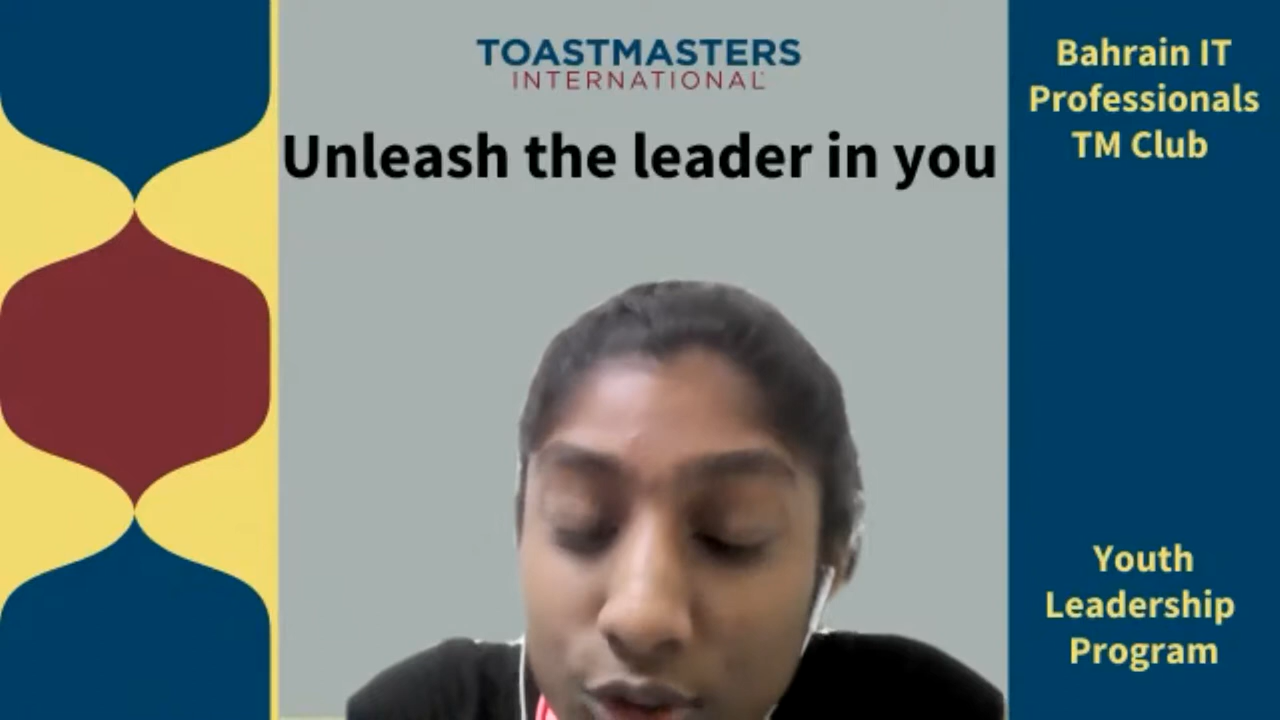 TOASTMASTERS
INTERNATIONAL
Unleash the leader in you
Bahrain IT
Professionals
TM Club
Youth
Leadership
Program